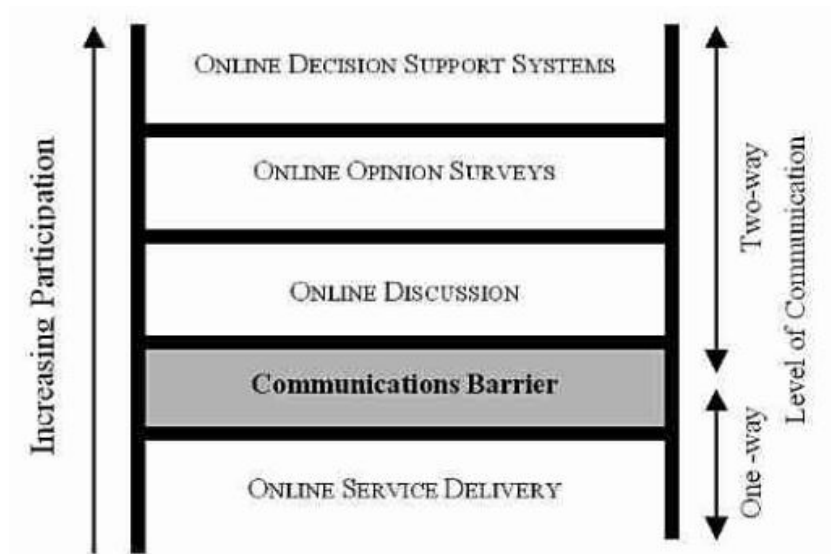 ONLINE DECISION SUPPORT SYSTEMS
ONLINE OPINION SURVEYS
ONLINE DISCUSSION
Communications Barrier
ONLINE SERVICE DELIVERY
Increasing Participation
Two-way
One -way
Level of Communication